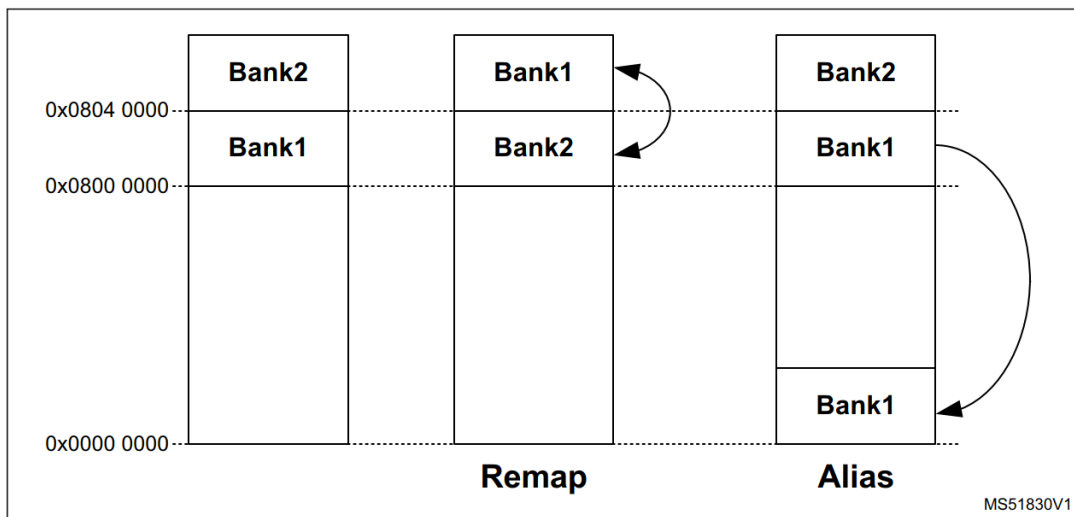 Bank2 Bank1 Bank2
0x0804 0000
Bank1 Bank2 Bank1
0x0800 0000
Bank1
0x0000 0000
Remap Alias
MS51830V1